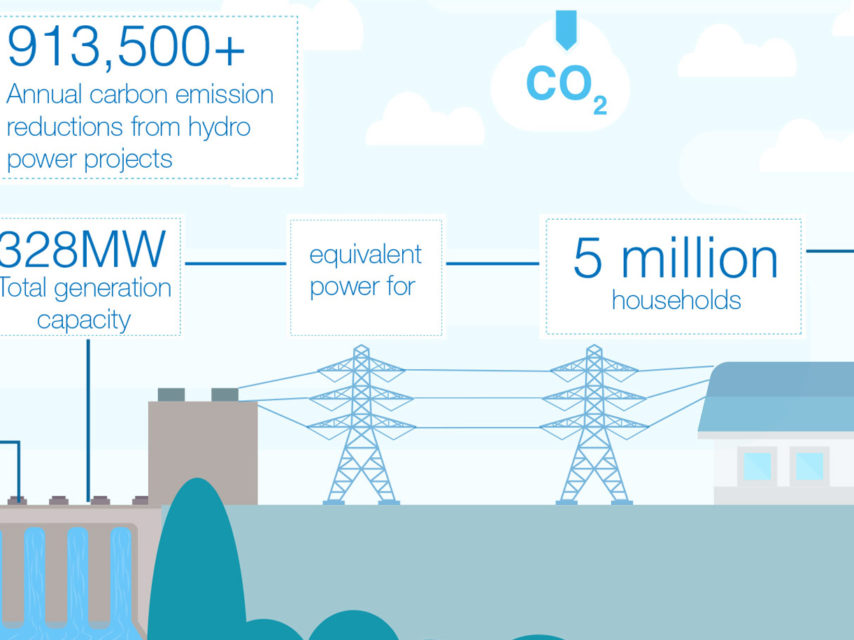 913,500+
Annual carbon emission
reductions from hydro
power projects
CO₂
328MW
Total generation
capacity
equivalent
power for
5 million
households